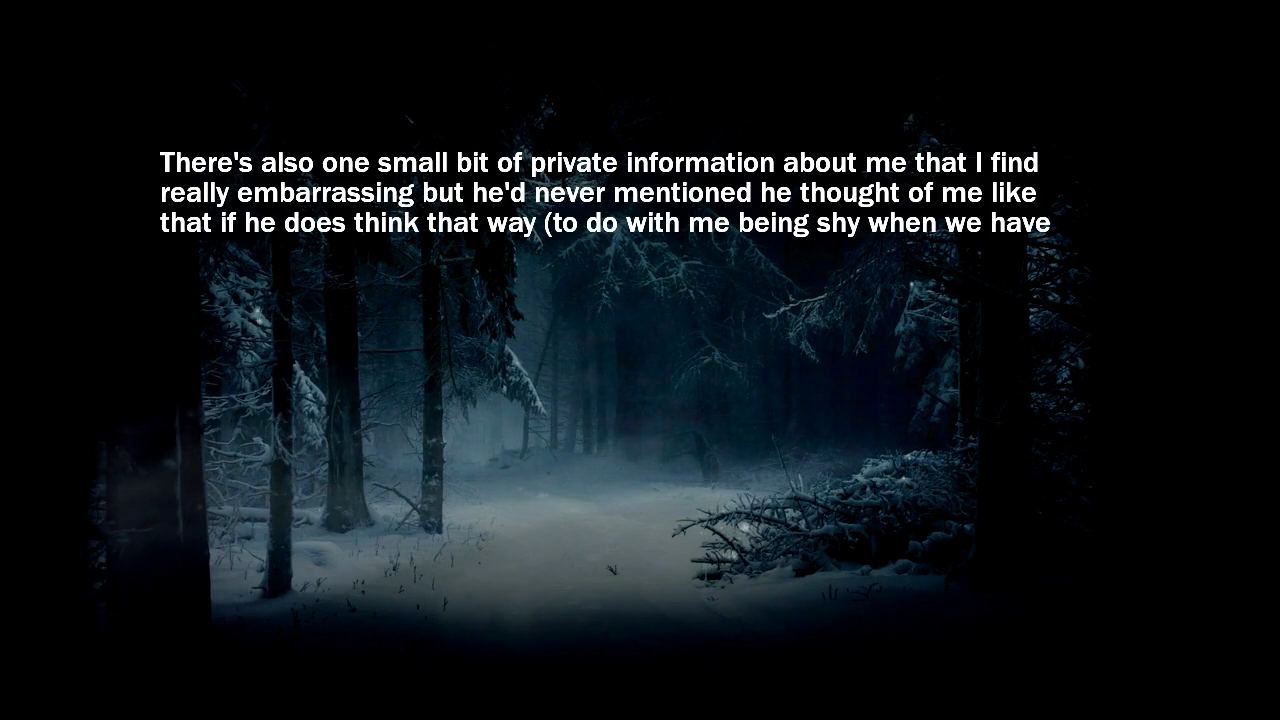 There's also one small bit of private information about me that I find
really embarrassing but he'd never mentioned he thought of me like
that if he does think that way (to do with me being shy when we have